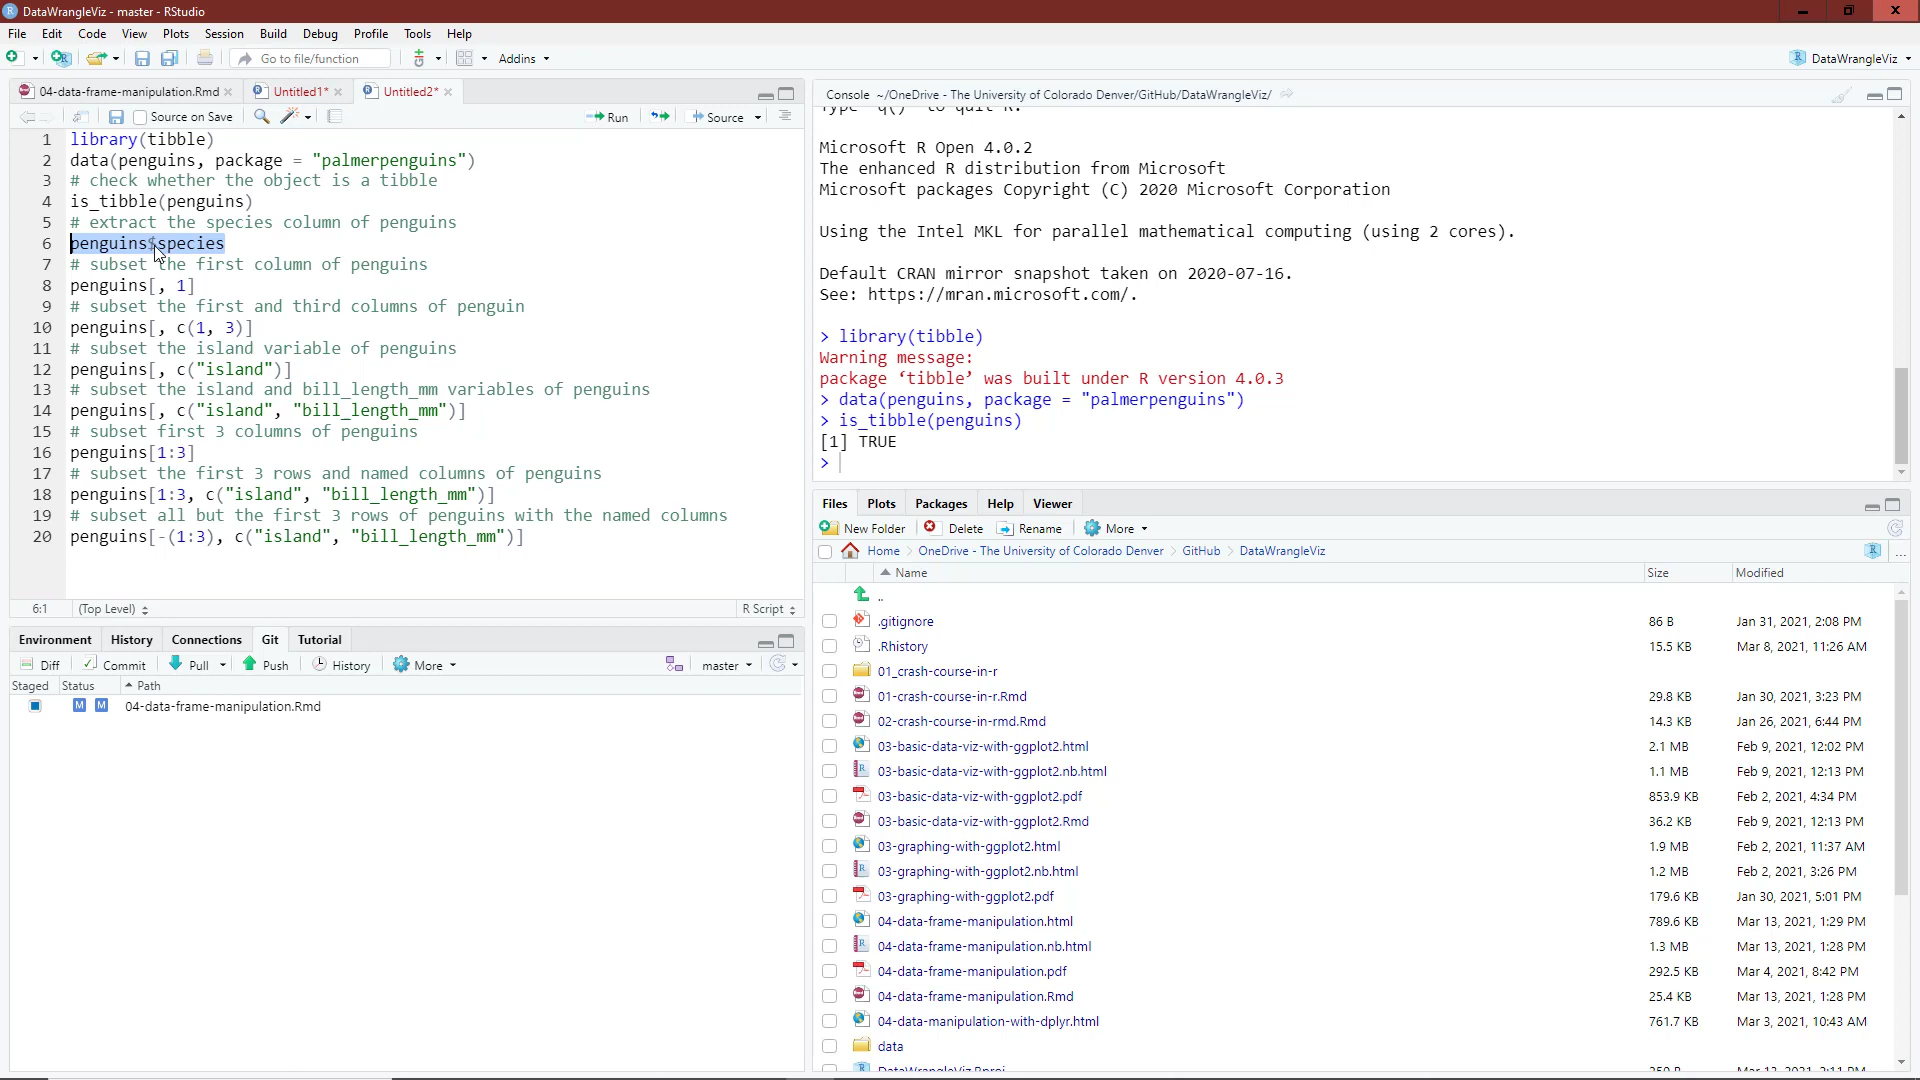 DataWrangleViz - master - RStudio
File Edit Code View Plots Session Build Debug Profile Tools Help
Go to file/function Addins DataWrangleViz
04-data-frame-manipulation.Rmd Untitled1* Untitled2*
Source on Save Run Source
1 library(tibble)
2 data(penguins, package = "palmerpenguins")
3 # check whether the object is a tibble
4 is_tibble(penguins)
5 # extract the species column of penguins
6 penguins$species
7 # subset the first column of penguins
8 penguins[, 1]
9 # subset the first and third columns of penguin
10 penguins[, c(1, 3)]
11 # subset the island variable of penguins
12 penguins[, c("island")]
13 # subset the island and bill_length_mm variables of penguins
14 penguins[, c("island", "bill_length_mm")]
15 # subset first 3 columns of penguins
16 penguins[1:3]
17 # subset the first 3 rows and named columns of penguins
18 penguins[1:3, c("island", "bill_length_mm")]
19 # subset all but the first 3 rows of penguins with the named columns
20 penguins[-(1:3), c("island", "bill_length_mm")]
6:1 (Top Level) R Script
Environment History Connections Git Tutorial
Diff Commit Pull Push History More master
Staged Status Path
M M 04-data-frame-manipulation.Rmd
Console ~/OneDrive - The University of Colorado Denver/GitHub/DataWrangleViz/
Type 'q()' to quit R.
Microsoft R Open 4.0.2
The enhanced R distribution from Microsoft
Microsoft packages Copyright (C) 2020 Microsoft Corporation
Using the Intel MKL for parallel mathematical computing (using 2 cores).
Default CRAN mirror snapshot taken on 2020-07-16.
See: https://mran.microsoft.com/.
> library(tibble)
Warning message:
package ‘tibble’ was built under R version 4.0.3
> data(penguins, package = "palmerpenguins")
> is_tibble(penguins)
[1] TRUE
>
Files Plots Packages Help Viewer
New Folder Delete Rename More
Home OneDrive - The University of Colorado Denver GitHub DataWrangleViz ...
Name Size Modified
..
.gitignore 86 B Jan 31, 2021, 2:08 PM
.Rhistory 15.5 KB Mar 8, 2021, 11:26 AM
01_crash-course-in-r
01-crash-course-in-r.Rmd 29.8 KB Jan 30, 2021, 3:23 PM
02-crash-course-in-rmd.Rmd 14.3 KB Jan 26, 2021, 6:44 PM
03-basic-data-viz-with-ggplot2.html 2.1 MB Feb 9, 2021, 12:02 PM
03-basic-data-viz-with-ggplot2.nb.html 1.1 MB Feb 9, 2021, 12:13 PM
03-basic-data-viz-with-ggplot2.pdf 853.9 KB Feb 2, 2021, 4:34 PM
03-basic-data-viz-with-ggplot2.Rmd 36.2 KB Feb 9, 2021, 12:13 PM
03-graphing-with-ggplot2.html 1.9 MB Feb 2, 2021, 11:37 AM
03-graphing-with-ggplot2.nb.html 1.2 MB Feb 2, 2021, 3:26 PM
03-graphing-with-ggplot2.pdf 179.6 KB Jan 30, 2021, 5:01 PM
04-data-frame-manipulation.html 789.6 KB Mar 13, 2021, 1:29 PM
04-data-frame-manipulation.nb.html 1.3 MB Mar 13, 2021, 1:28 PM
04-data-frame-manipulation.pdf 292.5 KB Mar 4, 2021, 8:42 PM
04-data-frame-manipulation.Rmd 25.4 KB Mar 13, 2021, 1:28 PM
04-data-manipulation-with-dplyr.html 761.7 KB Mar 3, 2021, 10:43 AM
data
DataWrangleViz.Rproj